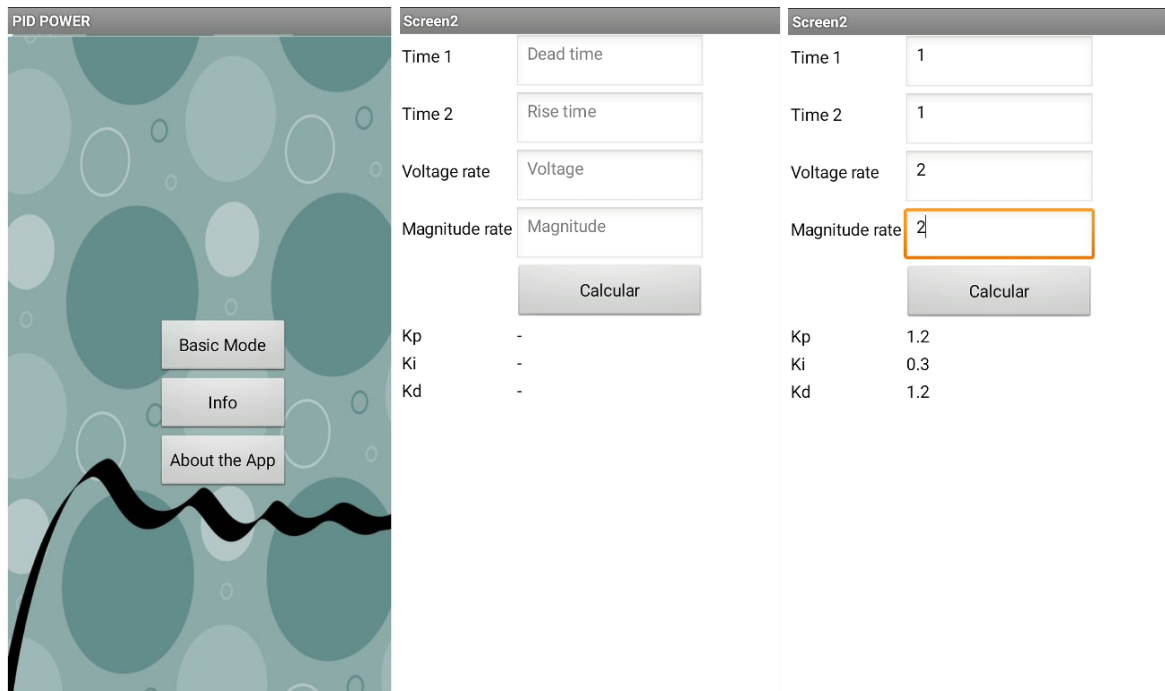 PID POWER
Basic Mode
Info
About the App
Screen2
Time 1 Dead time
Time 2 Rise time
Voltage rate Voltage
Magnitude rate Magnitude
Calcular
Kp -
Ki -
Kd -
Screen2
Time 1 1
Time 2 1
Voltage rate 2
Magnitude rate 2
Calcular
Kp 1.2
Ki 0.3
Kd 1.2